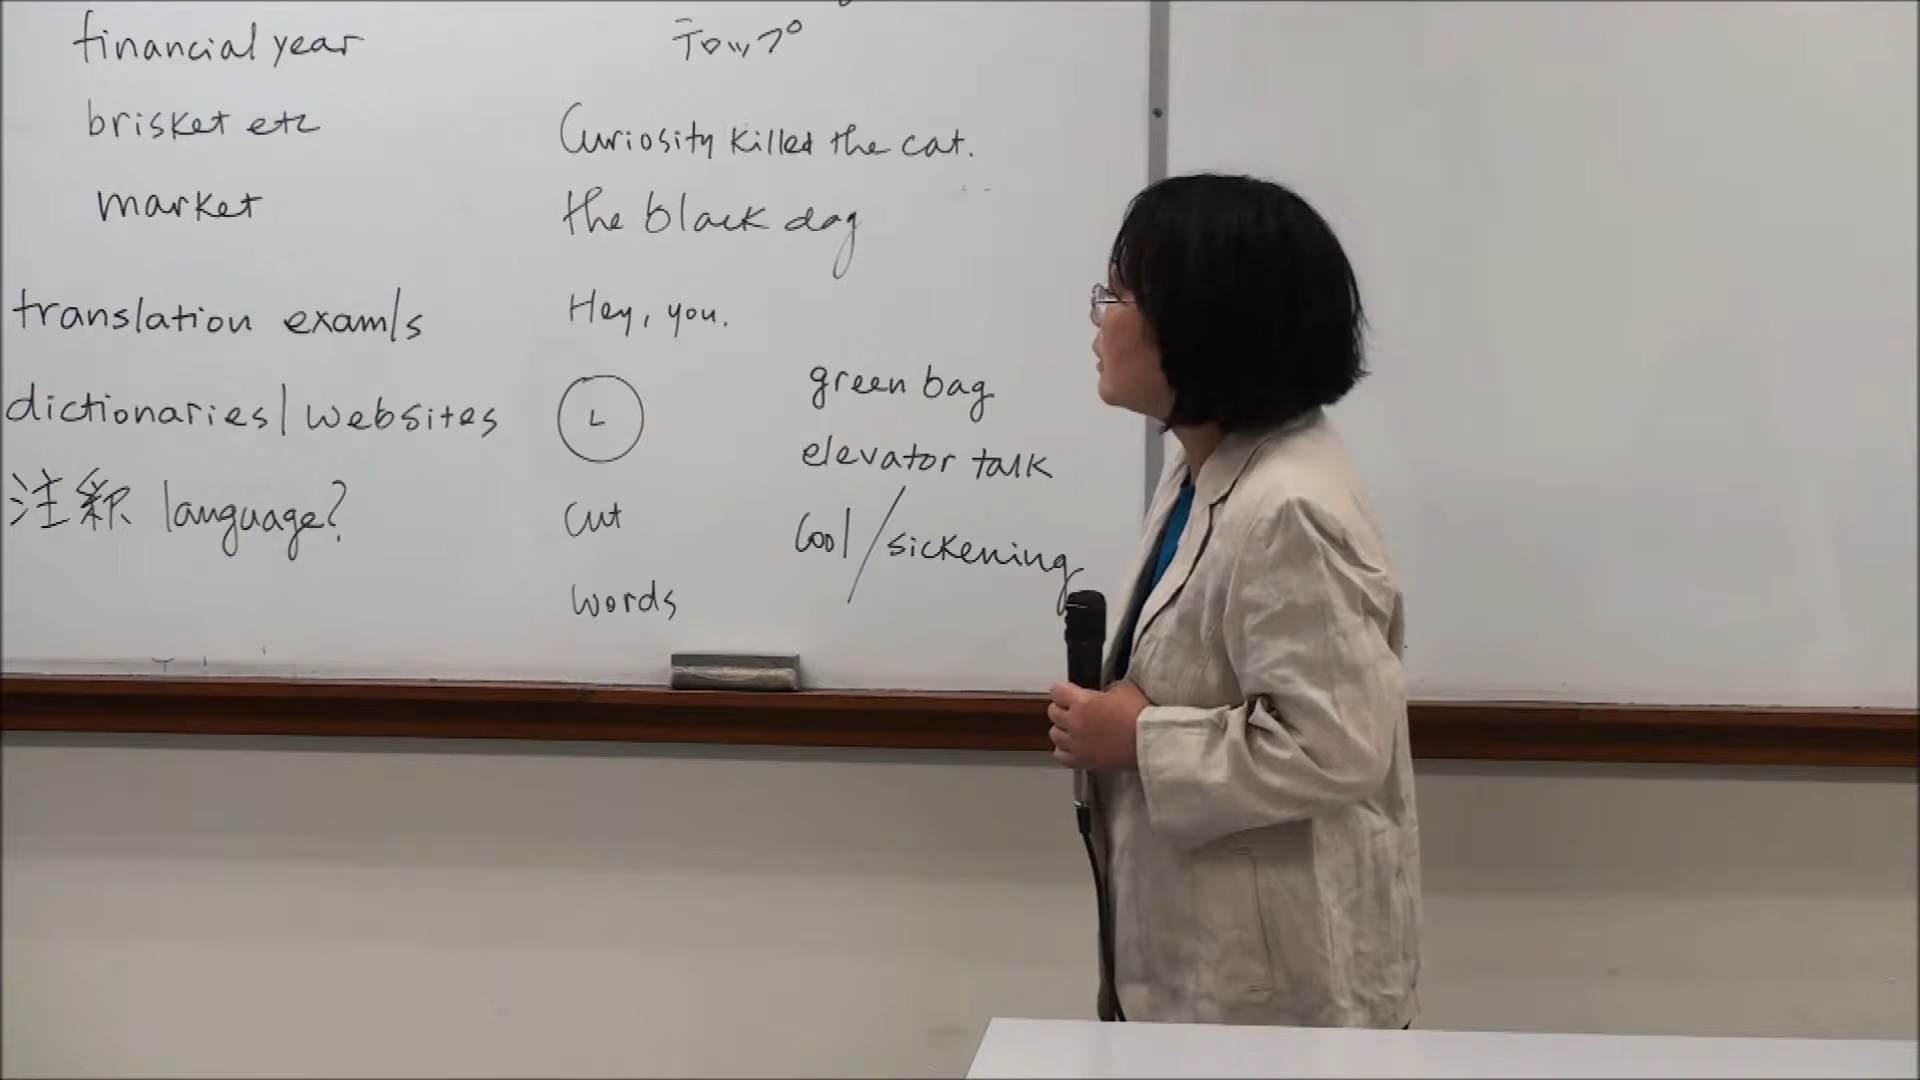 financial year
brisket etc
market
translation exam/s
dictionaries/websites
注釈 language?
テロップ
Curiosity killed the cat.
the black dog
Hey, you.
L
cut
words
green bag
elevator talk
cool/sickening